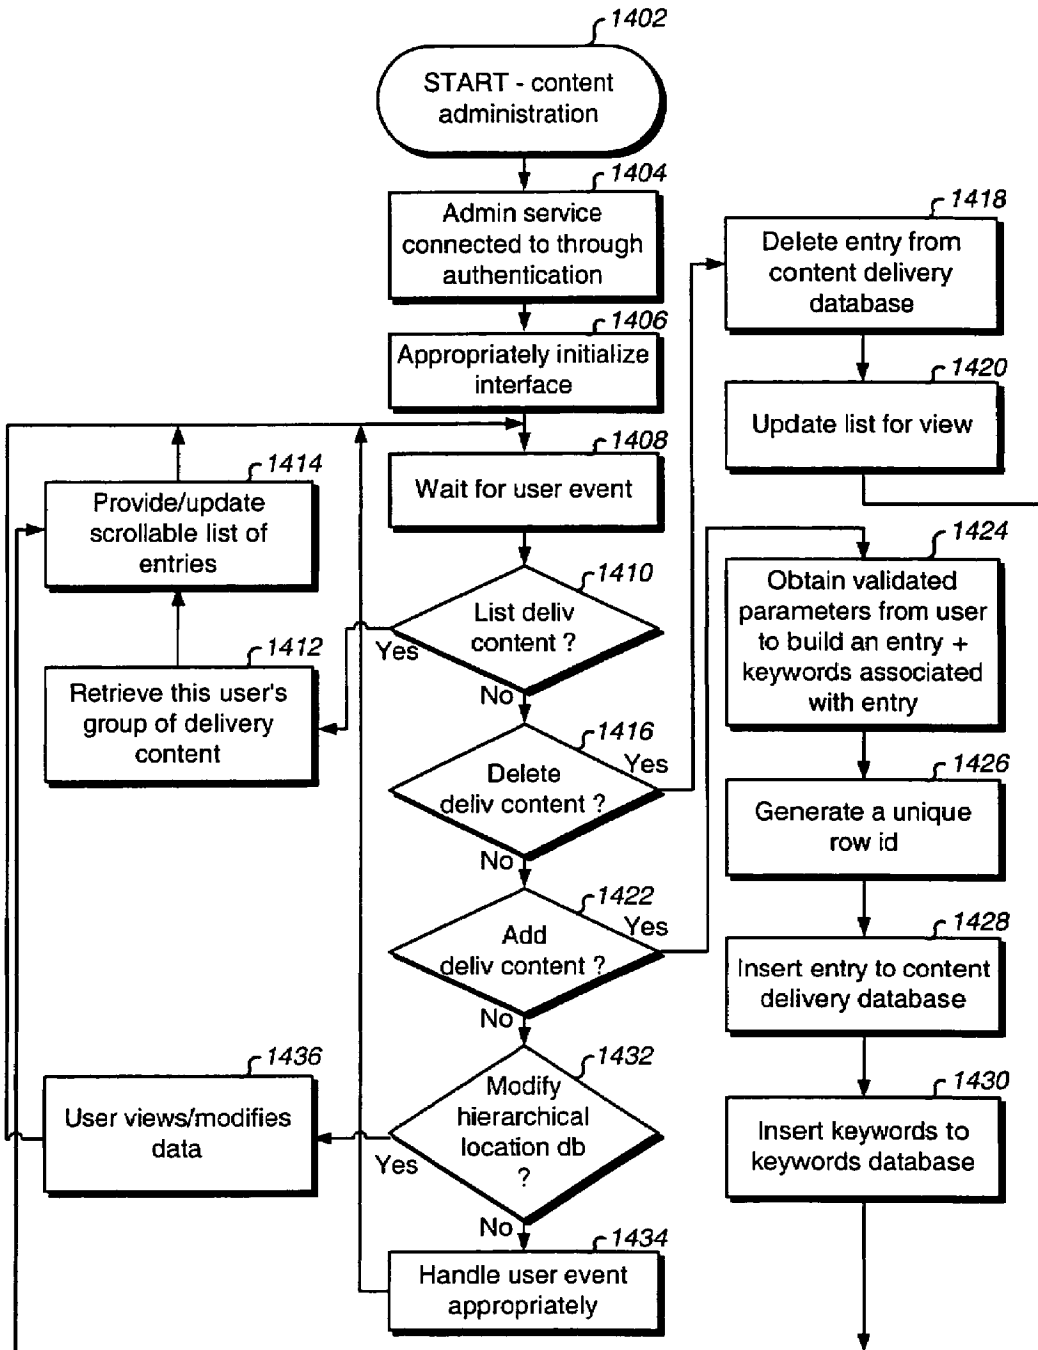 1402
START - content
administration
1404
Admin service
connected to through
authentication
1406
Appropriately initialize
interface
1408
Wait for user event
1410
List deliv
content ?
Yes
No
1412
Retrieve this user's
group of delivery
content
1414
Provide/update
scrollable list of
entries
1416
Delete
deliv content ?
Yes
No
1418
Delete entry from
content delivery
database
1420
Update list for view
1422
Add
deliv content ?
Yes
No
1424
Obtain validated
parameters from user
to build an entry +
keywords associated
with entry
1426
Generate a unique
row id
1428
Insert entry to content
delivery database
1430
Insert keywords to
keywords database
1432
Modify
hierarchical
location db
?
Yes
No
1436
User views/modifies
data
1434
Handle user event
appropriately